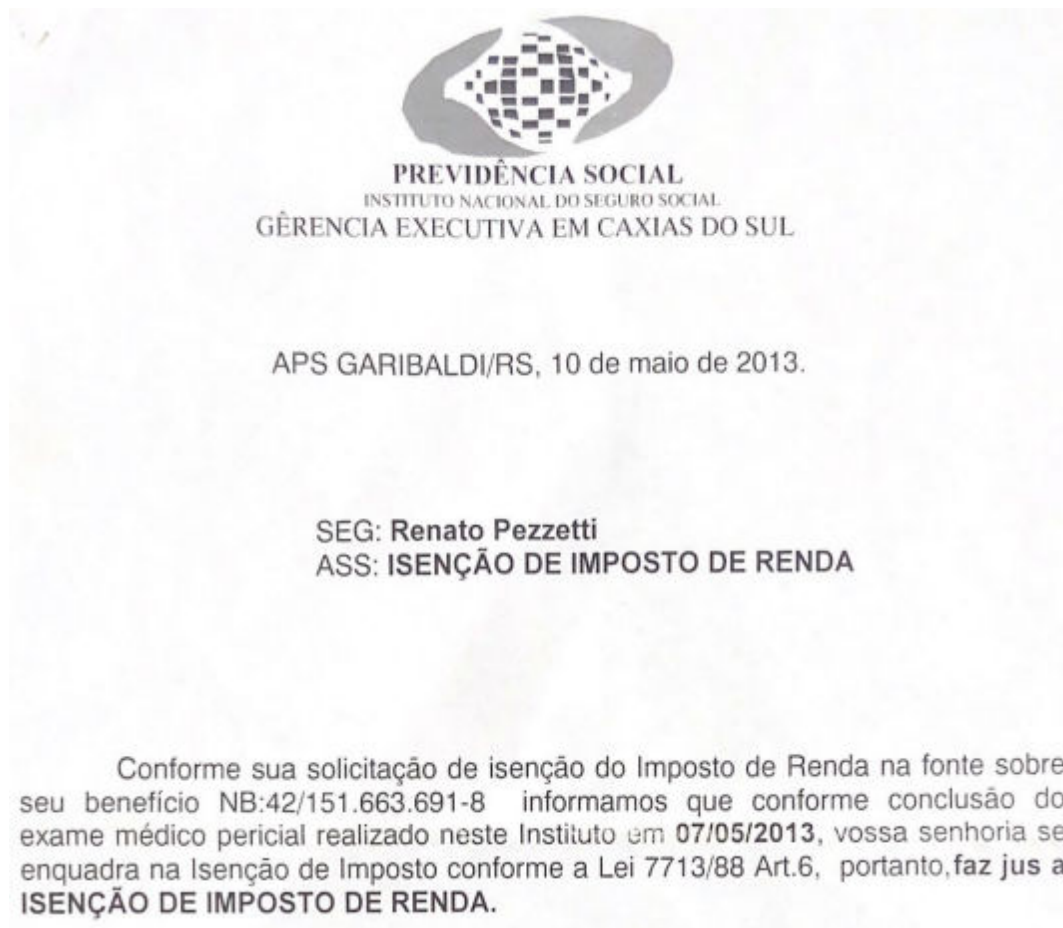 PREVIDÊNCIA SOCIAL
INSTITUTO NACIONAL DO SEGURO SOCIAL
GÊRENCIA EXECUTIVA EM CAXIAS DO SUL
APS GARIBALDI/RS, 10 de maio de 2013.
SEG: Renato Pezzetti
ASS: ISENÇÃO DE IMPOSTO DE RENDA
Conforme sua solicitação de isenção do Imposto de Renda na fonte sobre
seu benefício NB:42/151.663.691-8 informamos que conforme conclusão do
exame médico pericial realizado neste Instituto em 07/05/2013, vossa senhoria se
enquadra na Isenção de Imposto conforme a Lei 7713/88 Art.6, portanto,faz jus a
ISENÇÃO DE IMPOSTO DE RENDA.